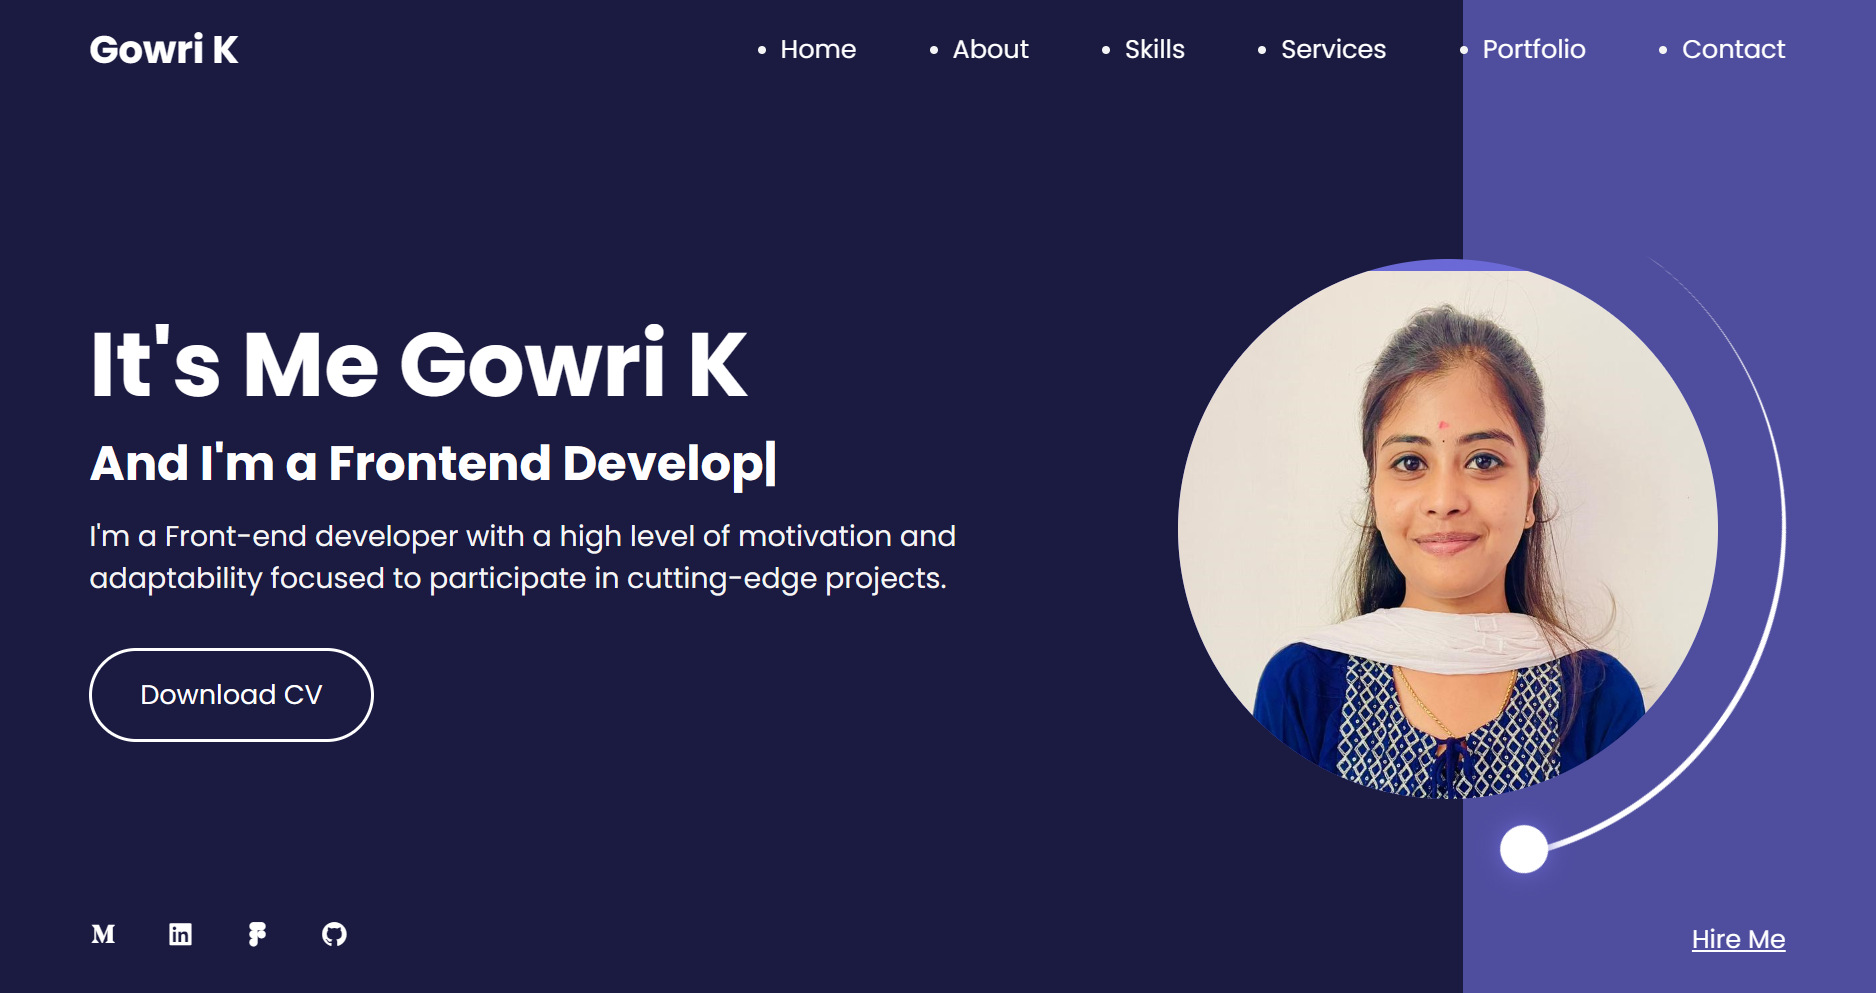 Gowri K
Home
About
Skills
Services
Portfolio
Contact
It's Me Gowri K
And I'm a Frontend Develop|
I'm a Front-end developer with a high level of motivation and
adaptability focused to participate in cutting-edge projects.
Download CV
M
in
Hire Me